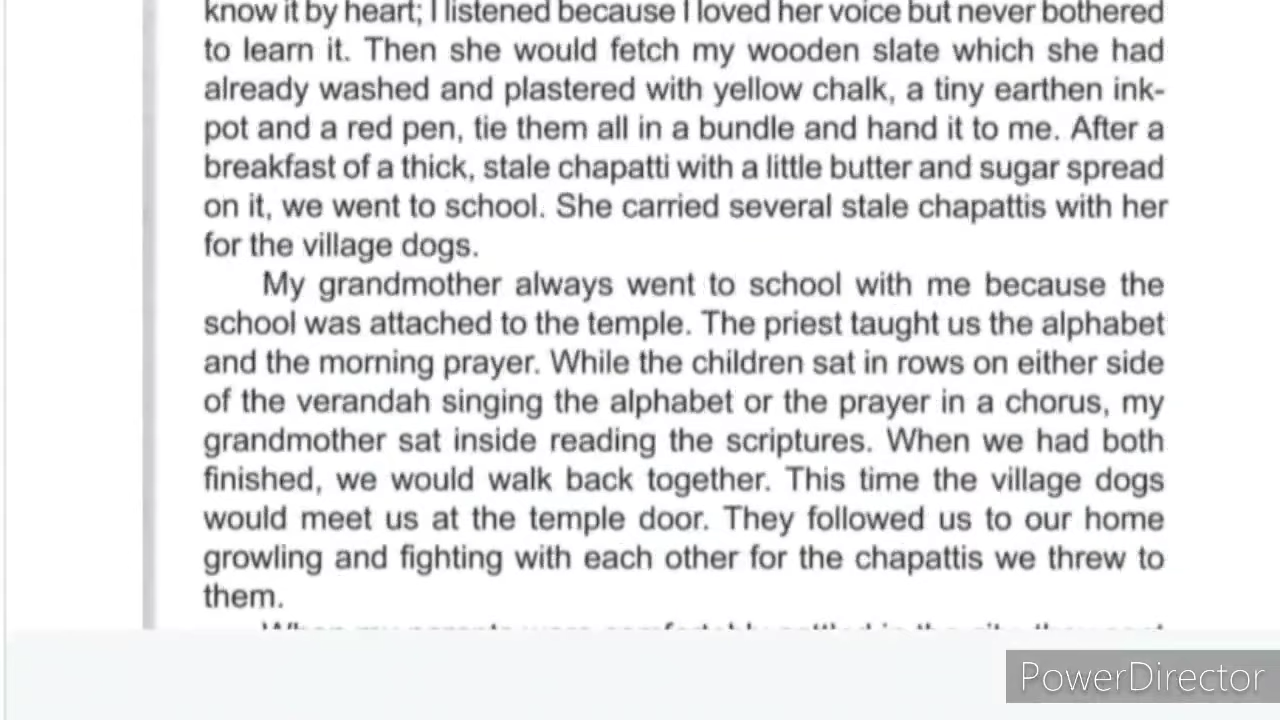 know it by heart; I listened because I loved her voice but never bothered
to learn it. Then she would fetch my wooden slate which she had
already washed and plastered with yellow chalk, a tiny earthen ink-
pot and a red pen, tie them all in a bundle and hand it to me. After a
breakfast of a thick, stale chapatti with a little butter and sugar spread
on it, we went to school. She carried several stale chapattis with her
for the village dogs.
My grandmother always went to school with me because the
school was attached to the temple. The priest taught us the alphabet
and the morning prayer. While the children sat in rows on either side
of the verandah singing the alphabet or the prayer in a chorus, my
grandmother sat inside reading the scriptures. When we had both
finished, we would walk back together. This time the village dogs
would meet us at the temple door. They followed us to our home
growling and fighting with each other for the chapattis we threw to
them.
PowerDirector